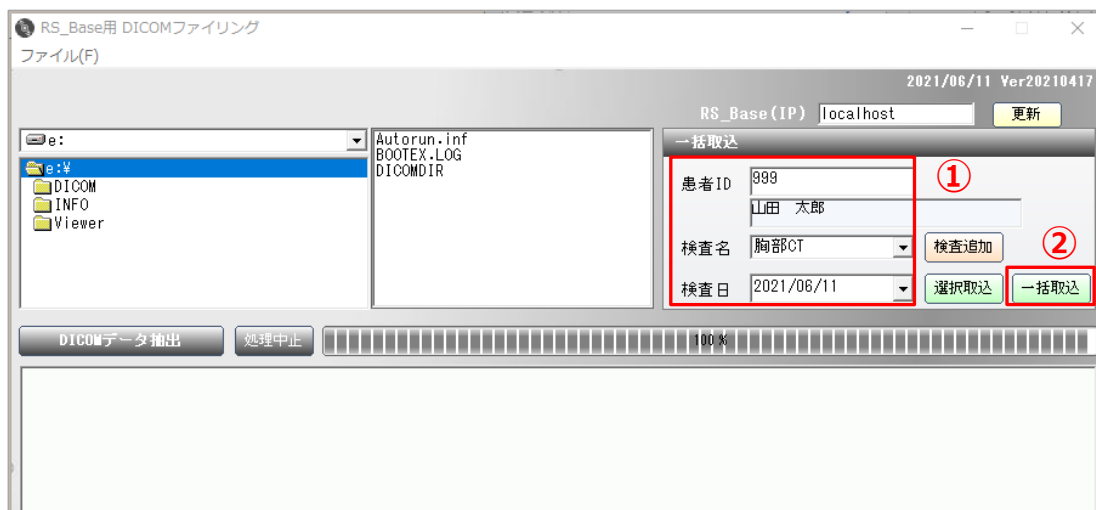 RS_Base用 DICOMファイリング
ファイル(F)
2021/06/11 Ver20210417
RS_Base(IP) localhost 更新
e:
e:¥
DICOM
INFO
Viewer
Autorun.inf
BOOTEX.LOG
DICOMDIR
一括取込
患者ID 999 ①
山田 太郎
検査名 胸部CT 検査追加 ②
検査日 2021/06/11 選択取込 一括取込
DICOMデータ抽出 処理中止 100 %